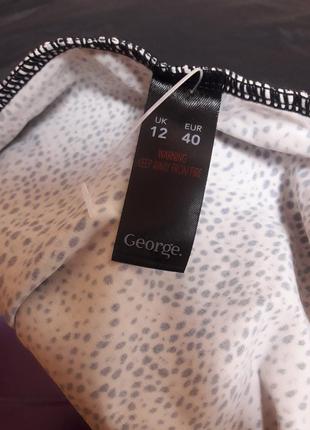 UK EUR
12 40
WARNING
KEEP AWAY FROM FIRE
George.